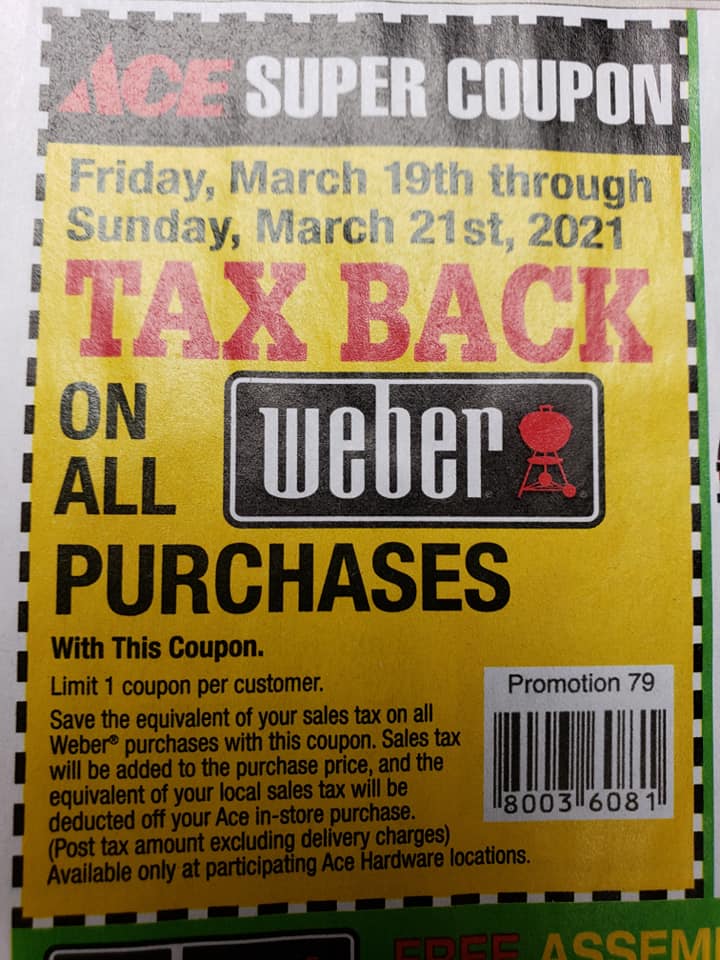 ACE SUPER COUPON
Friday, March 19th through
Sunday, March 21st, 2021
TAX BACK
ON
ALL
weber
PURCHASES
With This Coupon.
Limit 1 coupon per customer.
Save the equivalent of your sales tax on all
Weber® purchases with this coupon. Sales tax
will be added to the purchase price, and the
equivalent of your local sales tax will be
deducted off your Ace in-store purchase.
(Post tax amount excluding delivery charges)
Available only at participating Ace Hardware locations.
Promotion 79
8003 6081
FREE